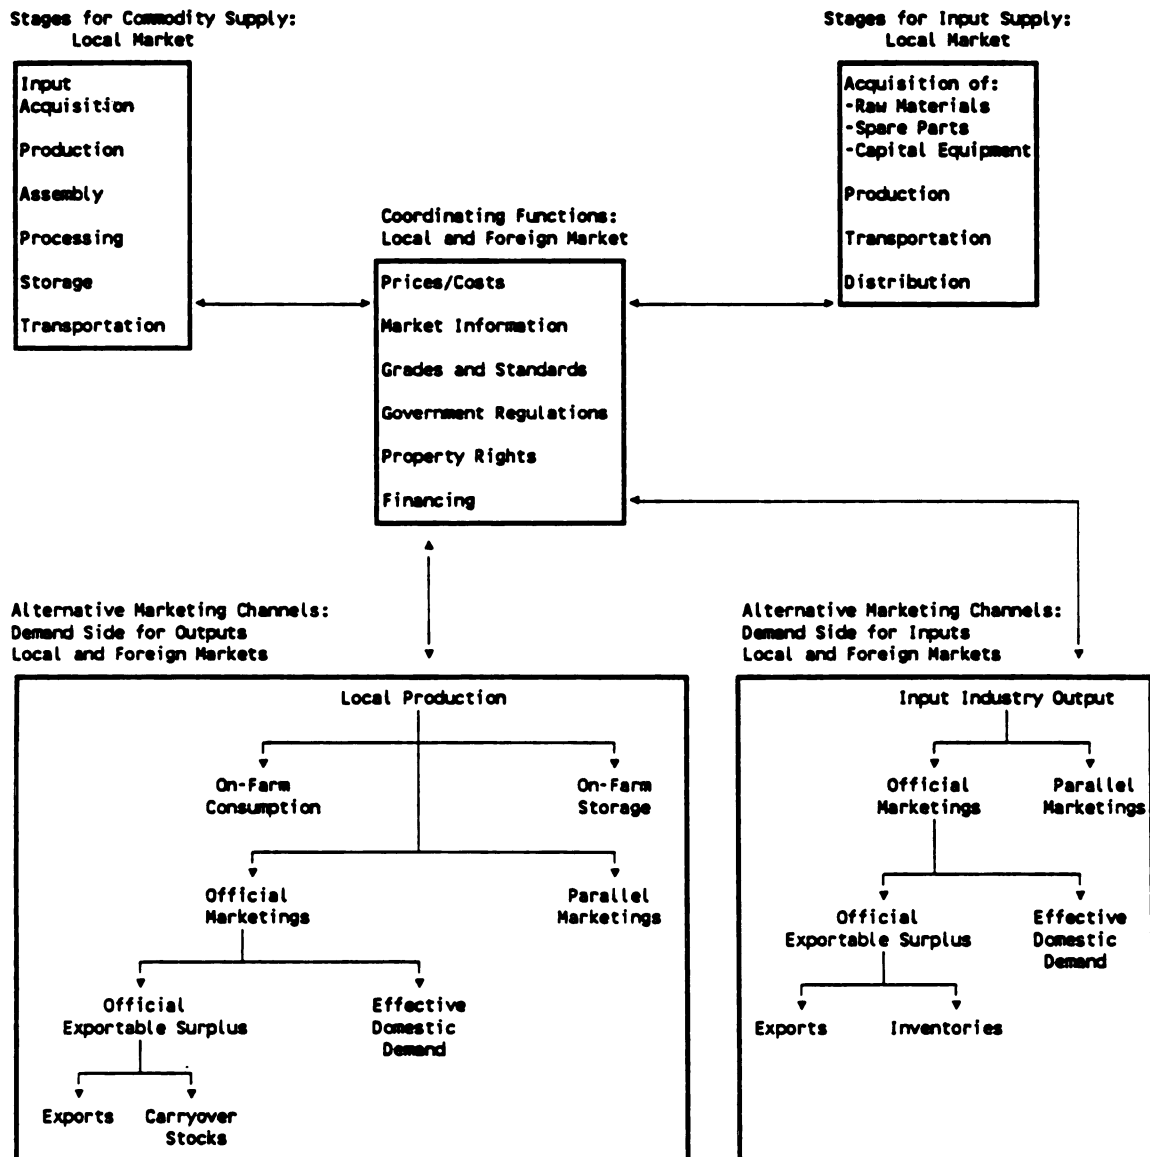 Stages for Commodity Supply:
Local Market
Input
Acquisition
Production
Assembly
Processing
Storage
Transportation
Stages for Input Supply:
Local Market
Acquisition of:
-Raw Materials
-Spare Parts
-Capital Equipment
Production
Transportation
Distribution
Coordinating Functions:
Local and Foreign Market
Prices/Costs
Market Information
Grades and Standards
Government Regulations
Property Rights
Financing
Alternative Marketing Channels:
Demand Side for Outputs
Local and Foreign Markets
Local Production
On-Farm
Consumption
On-Farm
Storage
Official
Marketings
Parallel
Marketings
Official
Exportable Surplus
Effective
Domestic
Demand
Exports
Carryover
Stocks
Alternative Marketing Channels:
Demand Side for Inputs
Local and Foreign Markets
Input Industry Output
Official
Marketings
Parallel
Marketings
Official
Exportable Surplus
Effective
Domestic
Demand
Exports
Inventories